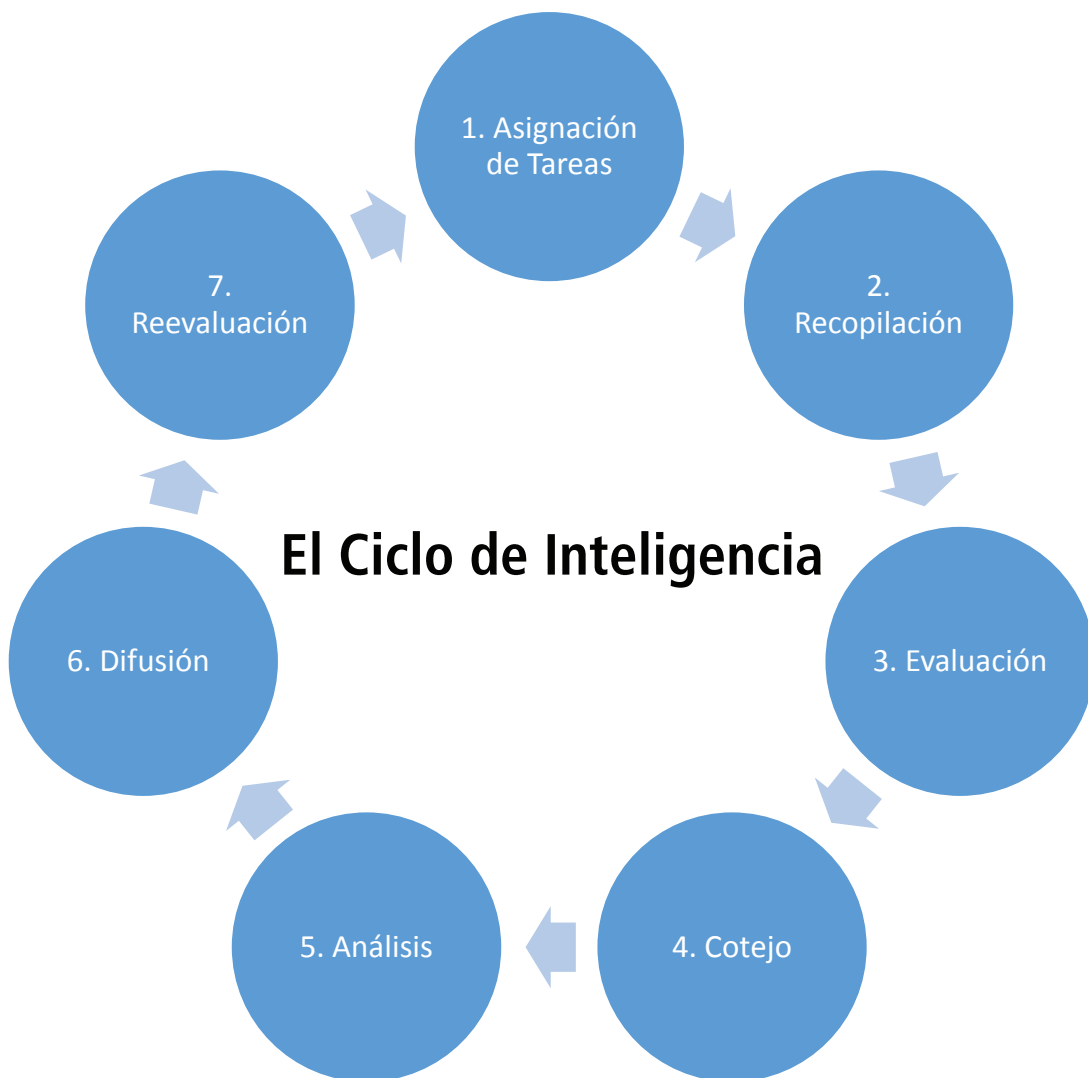 1. Asignación
de Tareas
2.
Recopilación
3. Evaluación
4. Cotejo
5. Análisis
6. Difusión
7.
Reevaluación
El Ciclo de Inteligencia